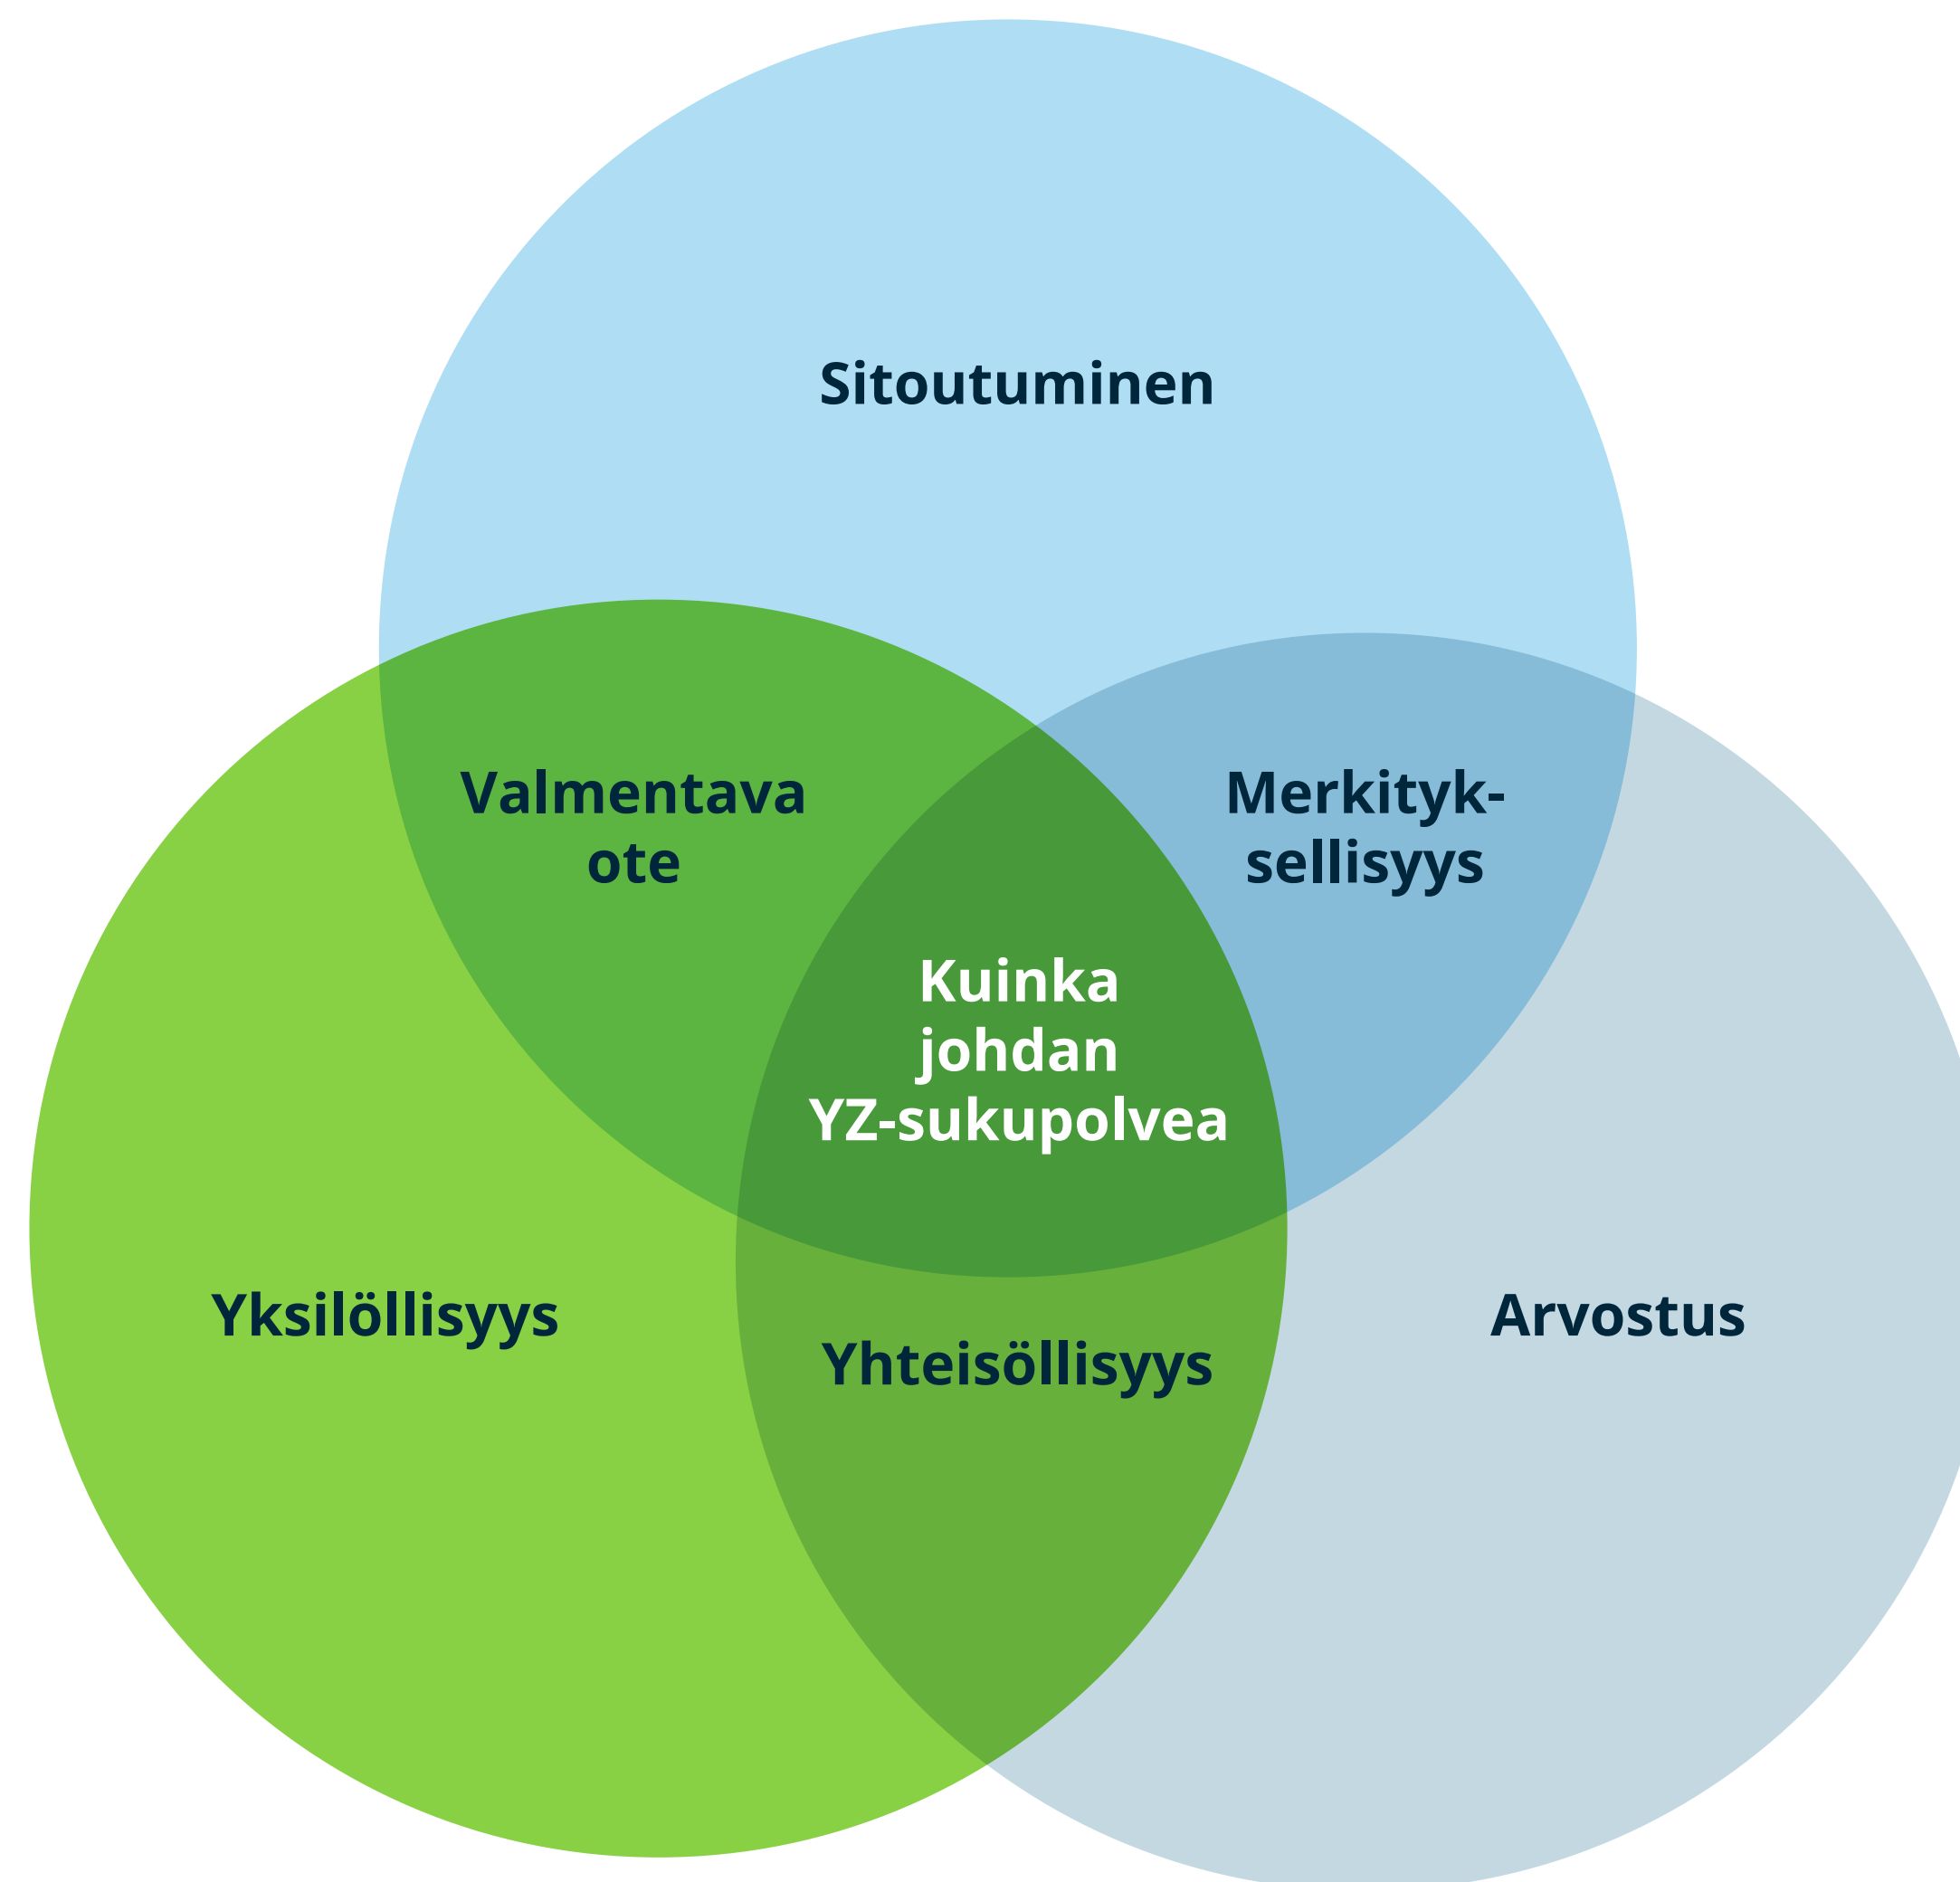 Sitoutuminen
Valmentava
ote
Merkityk-
sellisyys
Kuinka
johdan
YZ-sukupolvea
Yksilöllisyys
Yhteisöllisyys
Arvostus